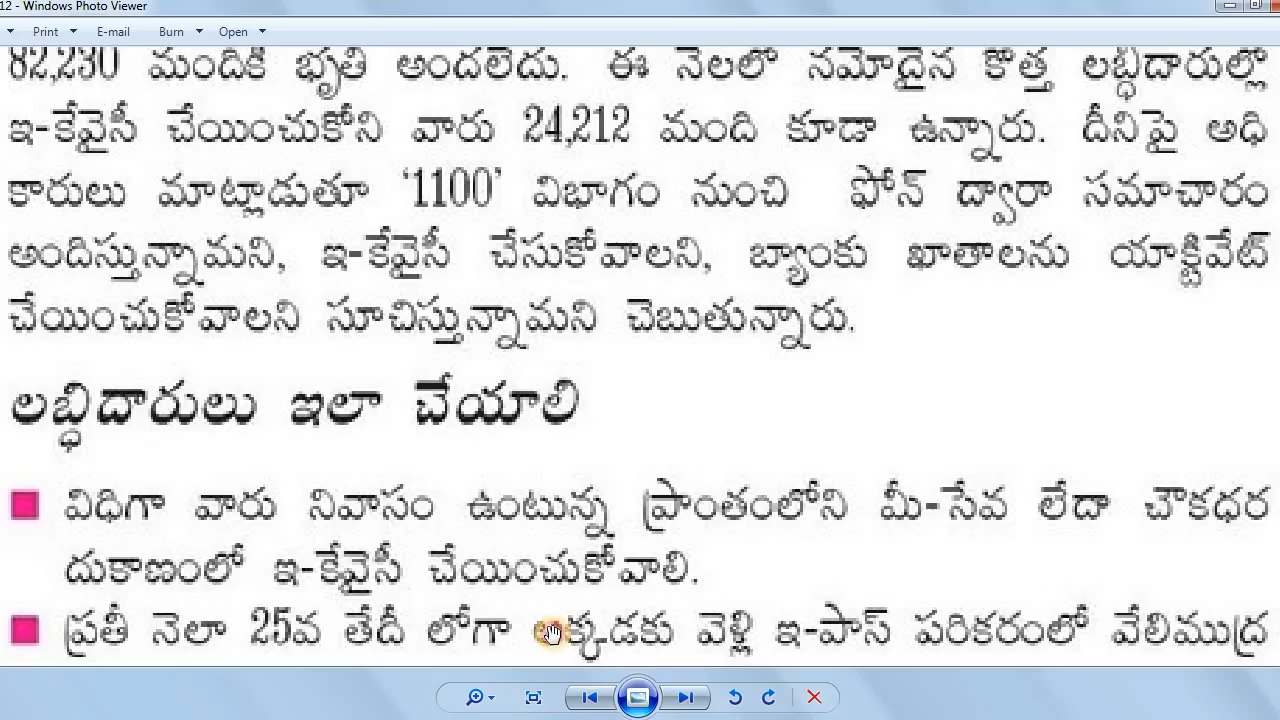 12 - Windows Photo Viewer
Print E-mail Burn Open
82,230 మందికి భృతి అందలేదు. ఈ నెలలో నమోదైన కొత్త లబ్ధిదారుల్లో
ఇ-కేవైసీ చేయించుకోని వారు 24,212 మంది కూడా ఉన్నారు. దీనిపై అధి
కారులు మాట్లాడుతూ ‘1100’ విభాగం నుంచి ఫోన్ ద్వారా సమాచారం
అందిస్తున్నామని, ఇ-కేవైసీ చేసుకోవాలని, బ్యాంకు ఖాతాలను యాక్టివేట్
చేయించుకోవాలని సూచిస్తున్నామని చెబుతున్నారు.
లబ్ధిదారులు ఇలా చేయాలి
విధిగా వారు నివాసం ఉంటున్న ప్రాంతంలోని మీ-సేవ లేదా చౌకధర
దుకాణంలో ఇ-కేవైసీ చేయించుకోవాలి.
ప్రతీ నెలా 25వ తేదీ లోగా అక్కడకు వెళ్లి ఇ-పాస్ పరికరంలో వేలిముద్ర